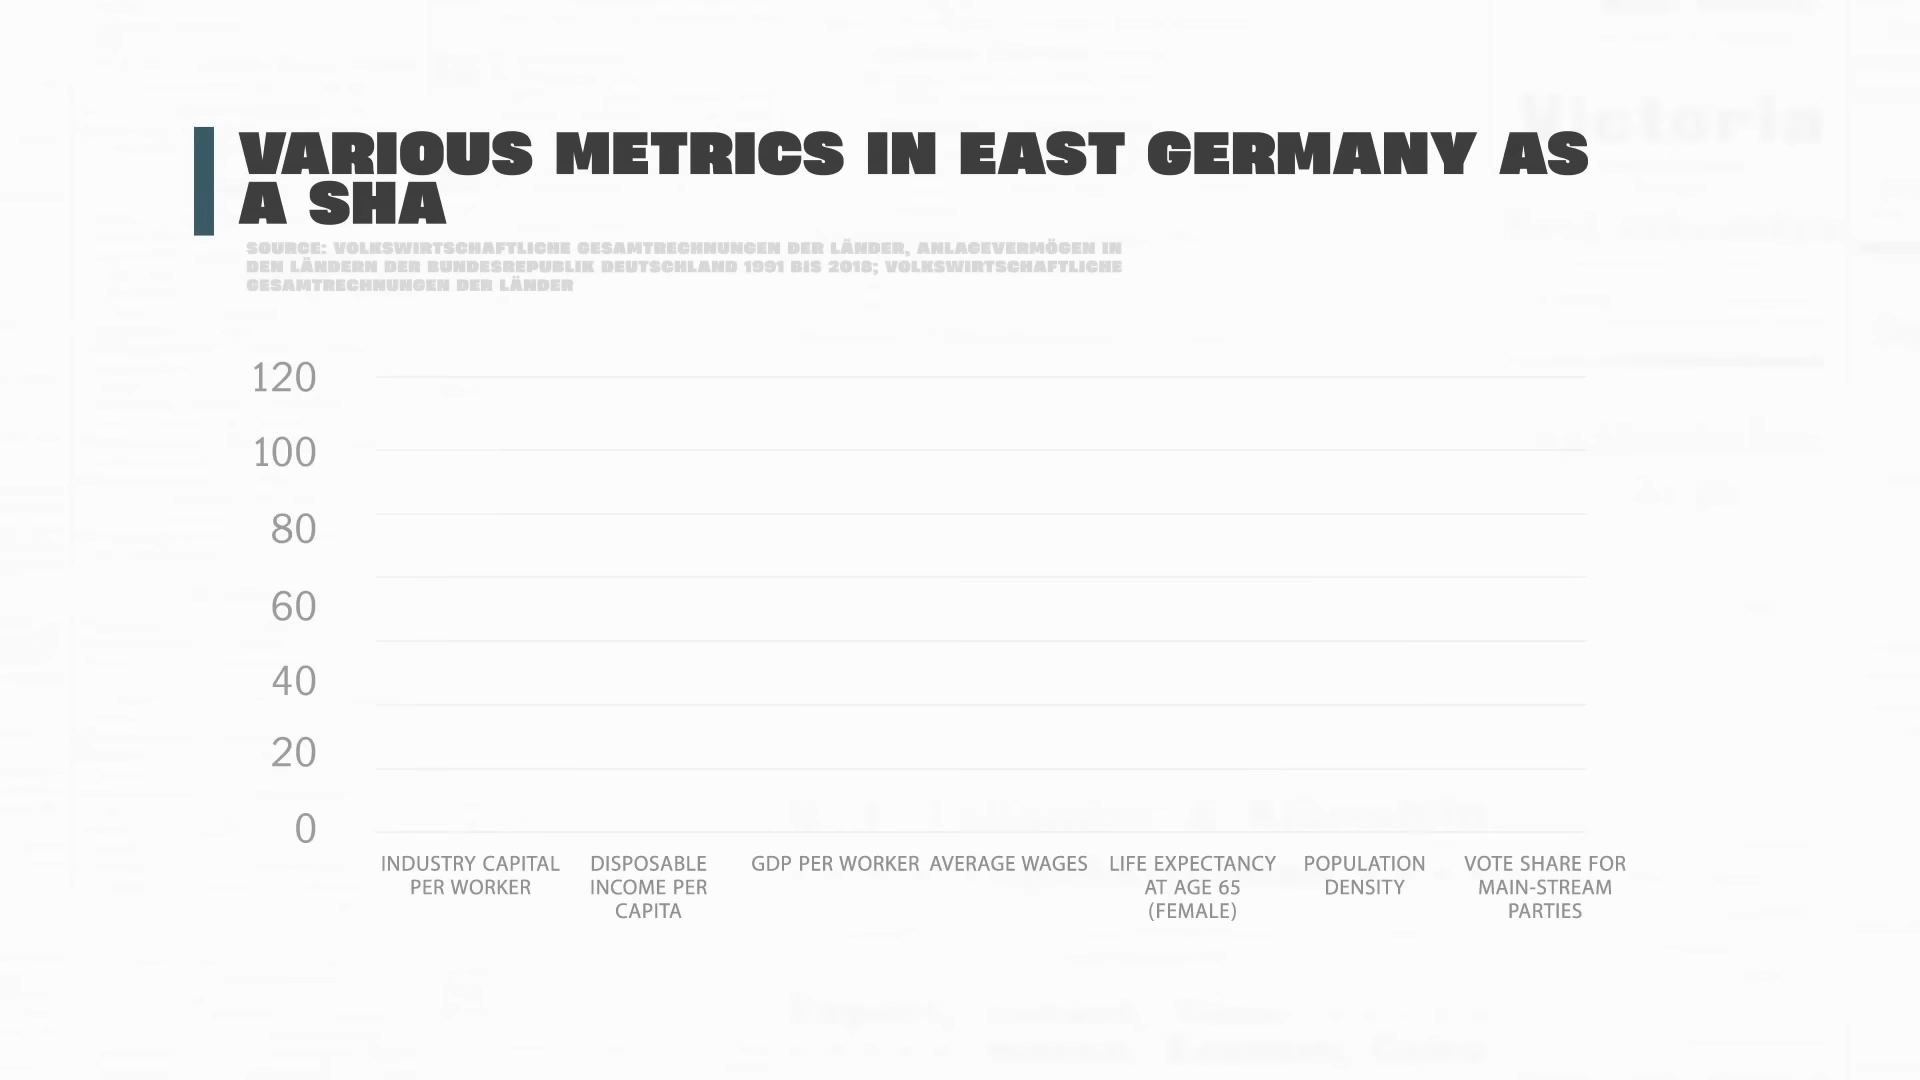 VARIOUS METRICS IN EAST GERMANY AS
A SHA
SOURCE: VOLKSWIRTSCHAFTLICHE GESAMTRECHNUNGEN DER LÄNDER, ANLAGEVERMÖGEN IN
DEN LÄNDERN DER BUNDESREPUBLIK DEUTSCHLAND 1991 BIS 2018; VOLKSWIRTSCHAFTLICHE
GESAMTRECHNUNGEN DER LÄNDER
Victoria
120
100
80
60
40
20
0
INDUSTRY CAPITAL
PER WORKER
DISPOSABLE
INCOME PER
CAPITA
GDP PER WORKER
AVERAGE WAGES
LIFE EXPECTANCY
AT AGE 65
(FEMALE)
POPULATION
DENSITY
VOTE SHARE FOR
MAIN-STREAM
PARTIES